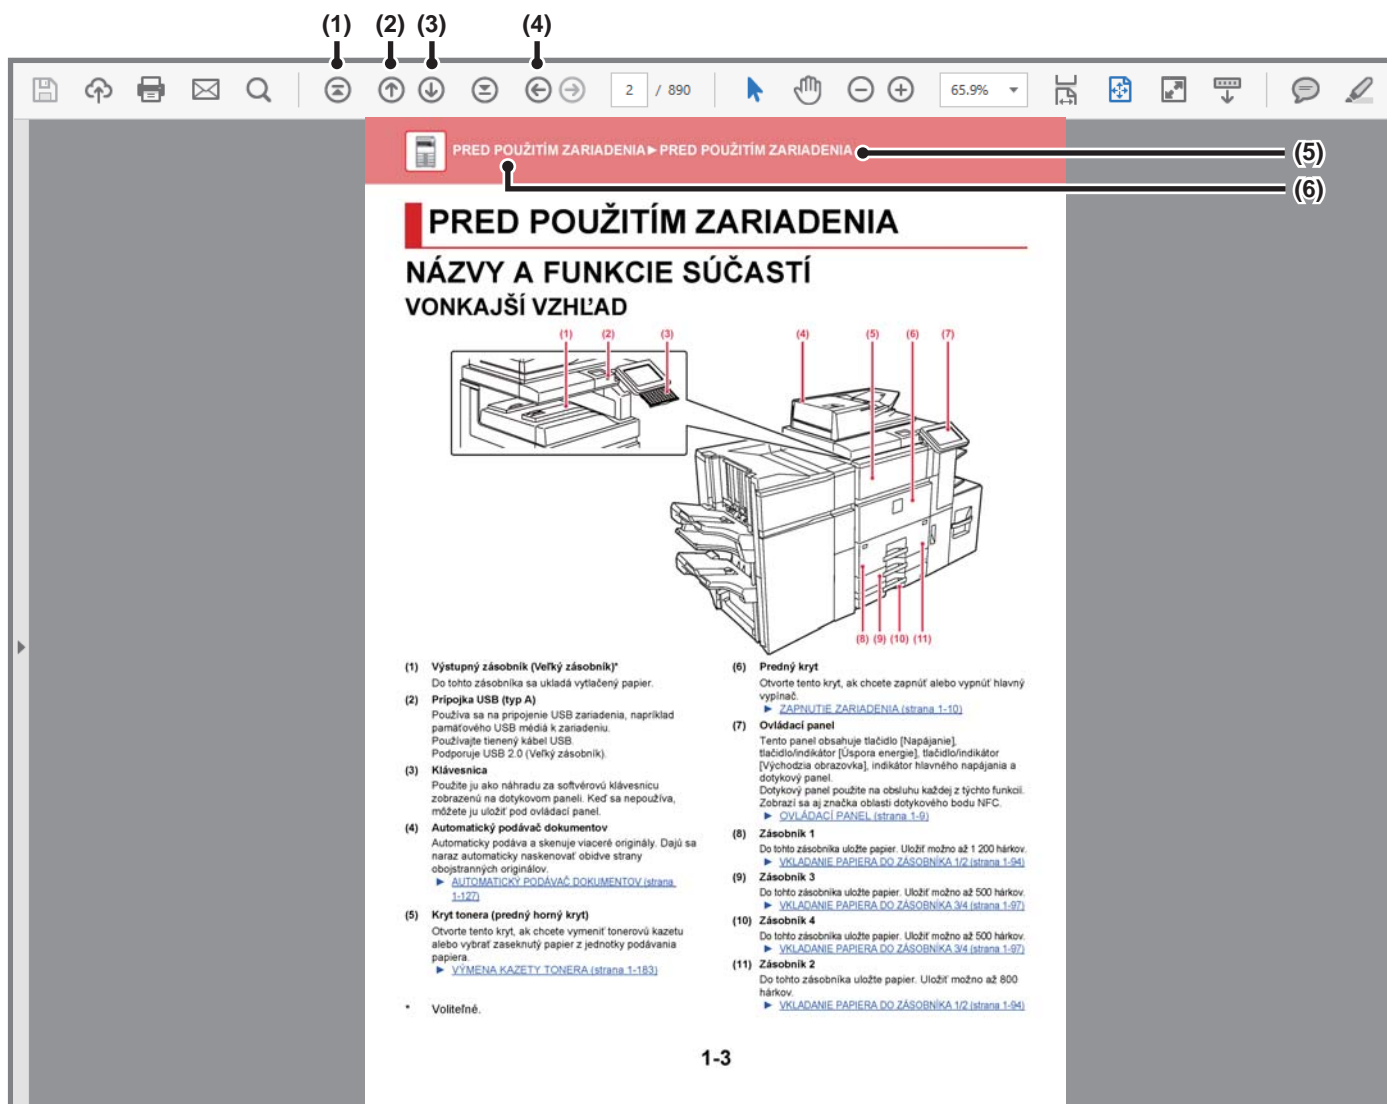 (1) (2) (3) (4)
2 / 890 65.9%
PRED POUŽITÍM ZARIADENIA►PRED POUŽITÍM ZARIADENIA
(5)
(6)
PRED POUŽITÍM ZARIADENIA
NÁZVY A FUNKCIE SÚČASTÍ
VONKAJŠÍ VZHĽAD
(1) (2) (3) (4) (5) (6) (7)
(8) (9) (10) (11)
(1) Výstupný zásobník (Veľký zásobník)*
Do tohto zásobníka sa ukladá vytlačený papier.
(2) Prípojka USB (typ A)
Používa sa na pripojenie USB zariadenia, napríklad
pamäťového USB médiá k zariadeniu.
Používajte tienený kábel USB.
Podporuje USB 2.0 (Veľký zásobník).
(3) Klávesnica
Použite ju ako náhradu za softvérovú klávesnicu
zobrazenú na dotykovom paneli. Keď sa nepoužíva,
môžete ju uložiť pod ovládací panel.
(4) Automatický podávač dokumentov
Automaticky podáva a skenuje viaceré originály. Dajú sa
naraz automaticky naskenovať obidve strany
obojstranných originálov.
► AUTOMATICKÝ PODÁVAČ DOKUMENTOV (strana
1-127)
(5) Kryt tonera (predný horný kryt)
Otvorte tento kryt, ak chcete vymeniť tonerovú kazetu
alebo vybrať zaseknutý papier z jednotky podávania
papiera.
► VÝMENA KAZETY TONERA (strana 1-183)
* Voliteľné.
(6) Predný kryt
Otvorte tento kryt, ak chcete zapnúť alebo vypnúť hlavný
vypínač.
► ZAPNUTIE ZARIADENIA (strana 1-10)
(7) Ovládací panel
Tento panel obsahuje tlačidlo [Napájanie],
tlačidlo/indikátor [Úspora energie], tlačidlo/indikátor
[Východzia obrazovka], indikátor hlavného napájania a
dotykový panel.
Dotykový panel použite na obsluhu každej z týchto funkcií.
Zobrazí sa aj značka oblasti dotykového bodu NFC.
► OVLÁDACÍ PANEL (strana 1-9)
(8) Zásobník 1
Do tohto zásobníka uložte papier. Uložiť možno až 1 200 hárkov.
► VKLADANIE PAPIERA DO ZÁSOBNÍKA 1/2 (strana 1-94)
(9) Zásobník 3
Do tohto zásobníka uložte papier. Uložiť možno až 500 hárkov.
► VKLADANIE PAPIERA DO ZÁSOBNÍKA 3/4 (strana 1-97)
(10) Zásobník 4
Do tohto zásobníka uložte papier. Uložiť možno až 500 hárkov.
► VKLADANIE PAPIERA DO ZÁSOBNÍKA 3/4 (strana 1-97)
(11) Zásobník 2
Do tohto zásobníka uložte papier. Uložiť možno až 800
hárkov.
► VKLADANIE PAPIERA DO ZÁSOBNÍKA 1/2 (strana 1-94)
1-3